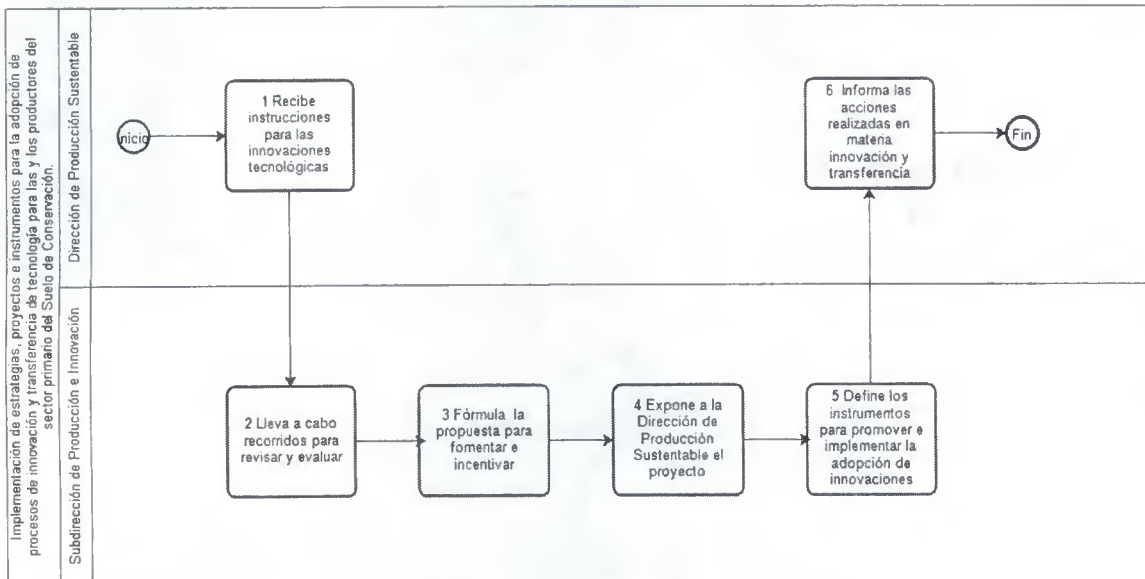 Implementación de estrategias, proyectos e instrumentos para la adopción de
procesos de innovación y transferencia de tecnología para las y los productores del
sector primario del Suelo de Conservación.
Dirección de Producción Sustentable
nicio
1 Recibe
instrucciones
para las
innovaciones
tecnológicas
6 Informa las
acciones
realizadas en
materia
innovación y
transferencia
Fin
Subdirección de Producción e Innovación
2 Lleva a cabo
recorridos para
revisar y evaluar
3 Fórmula la
propuesta para
fomentar e
incentivar
4 Expone a la
Dirección de
Producción
Sustentable el
proyecto
5 Define los
instrumentos
para promover e
implementar la
adopción de
innovaciones